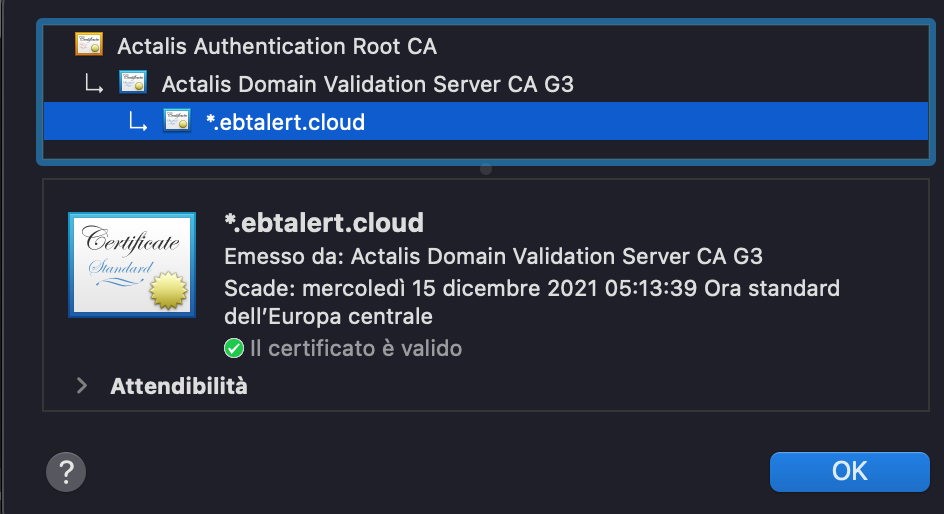 Actalis Authentication Root CA
Actalis Domain Validation Server CA G3
*.ebtalert.cloud
Certificate
Standard
*.ebtalert.cloud
Emesso da: Actalis Domain Validation Server CA G3
Scade: mercoledì 15 dicembre 2021 05:13:39 Ora standard
dell’Europa centrale
Il certificato è valido
Attendibilità
?
OK